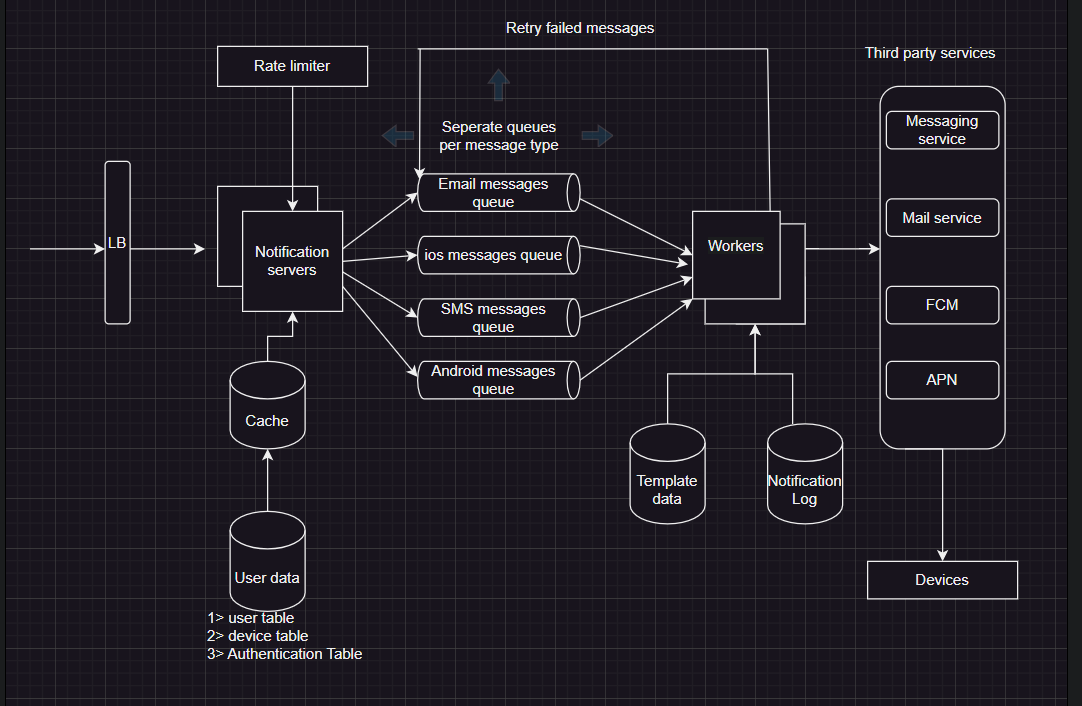 Retry failed messages
Third party services
Rate limiter
Messaging
service
Seperate queues
per message type
Email messages
queue
Mail service
LB
Notification
servers
ios messages queue
Workers
SMS messages
queue
FCM
Android messages
queue
APN
Cache
Template
data
Notification
Log
User data
Devices
1> user table
2> device table
3> Authentication Table